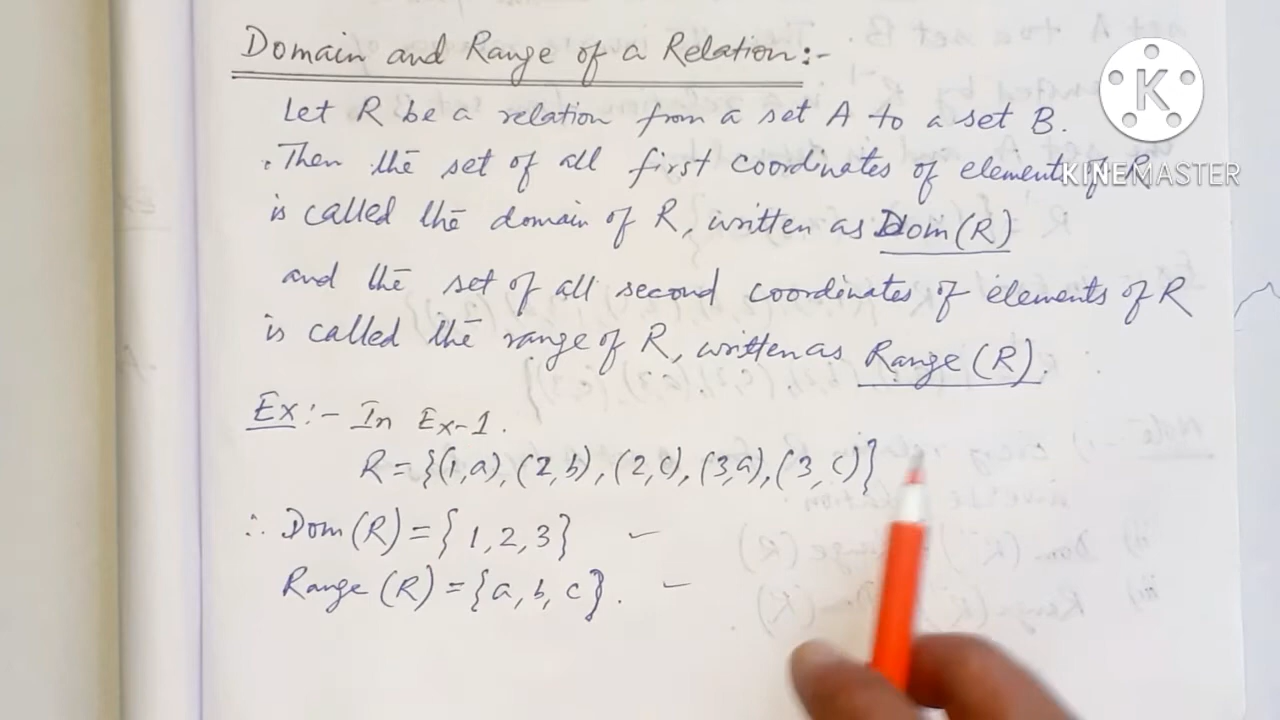 Domain and Range of a Relation:-
Let R be a relation from a set A to a set B.
Then the set of all first coordinates of elements of R
is called the domain of R, written as Dom(R)
and the set of all second coordinates of elements of R
is called the range of R, written as Range (R).
Ex:- In Ex-1.
R = {(1,a), (2,b), (2,c), (3,a), (3,c)}
∴ Dom(R) = {1,2,3}
Range (R) = {a, b, c}.
K
KINEMASTER